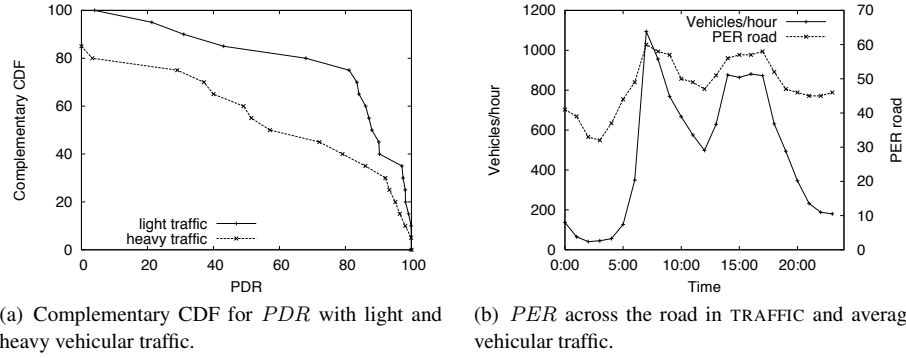 100
80
60
40
20
0
Complementary CDF
light traffic
heavy traffic
0 20 40 60 80 100
PDR
1200
1000
800
600
400
200
0
Vehicles/hour
Vehicles/hour
PER road
70
60
50
40
30
20
10
0
PER road
0:00 5:00 10:00 15:00 20:00
Time
(a) Complementary CDF for PDR with light and
heavy vehicular traffic.
(b) PER across the road in TRAFFIC and averag
vehicular traffic.